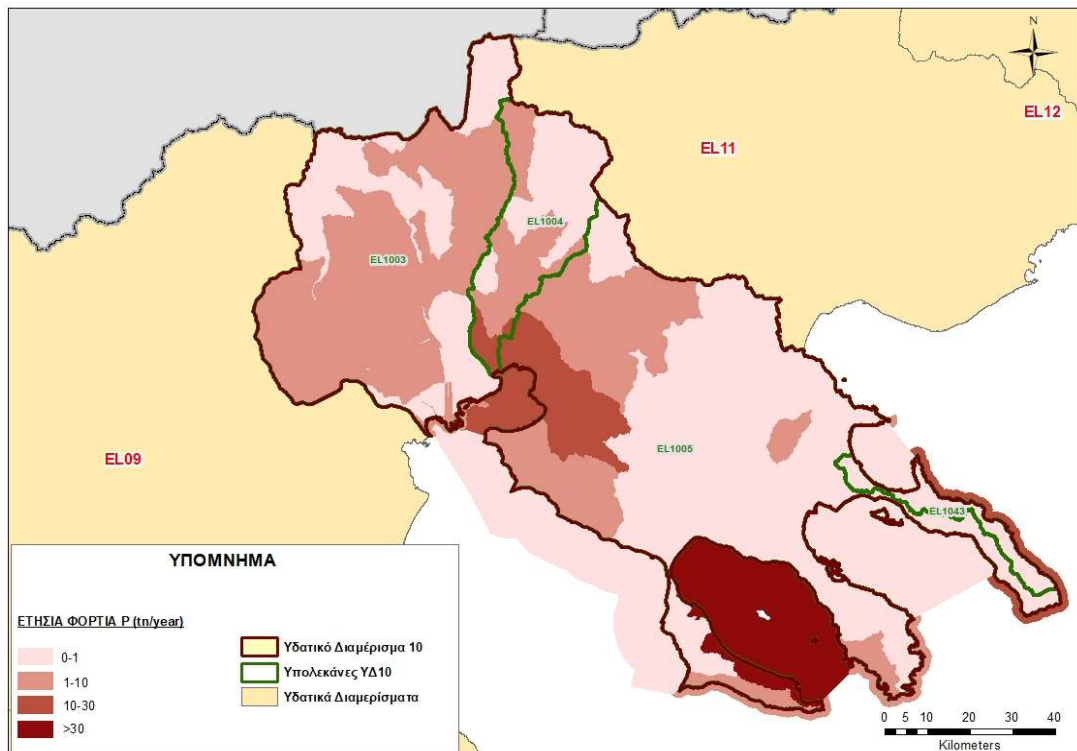 N
EL12
EL11
EL1004
EL1003
EL09
EL1005
EL1043
ΥΠΟΜΝΗΜΑ
ΕΤΗΣΙΑ ΦΟΡΤΙΑ P (tn/year)
0-1
1-10
10-30
>30
Υδατικό Διαμέρισμα 10
Υπολεκάνες ΥΔ10
Υδατικά Διαμερίσματα
0 5 10 20 30 40
Kilometers